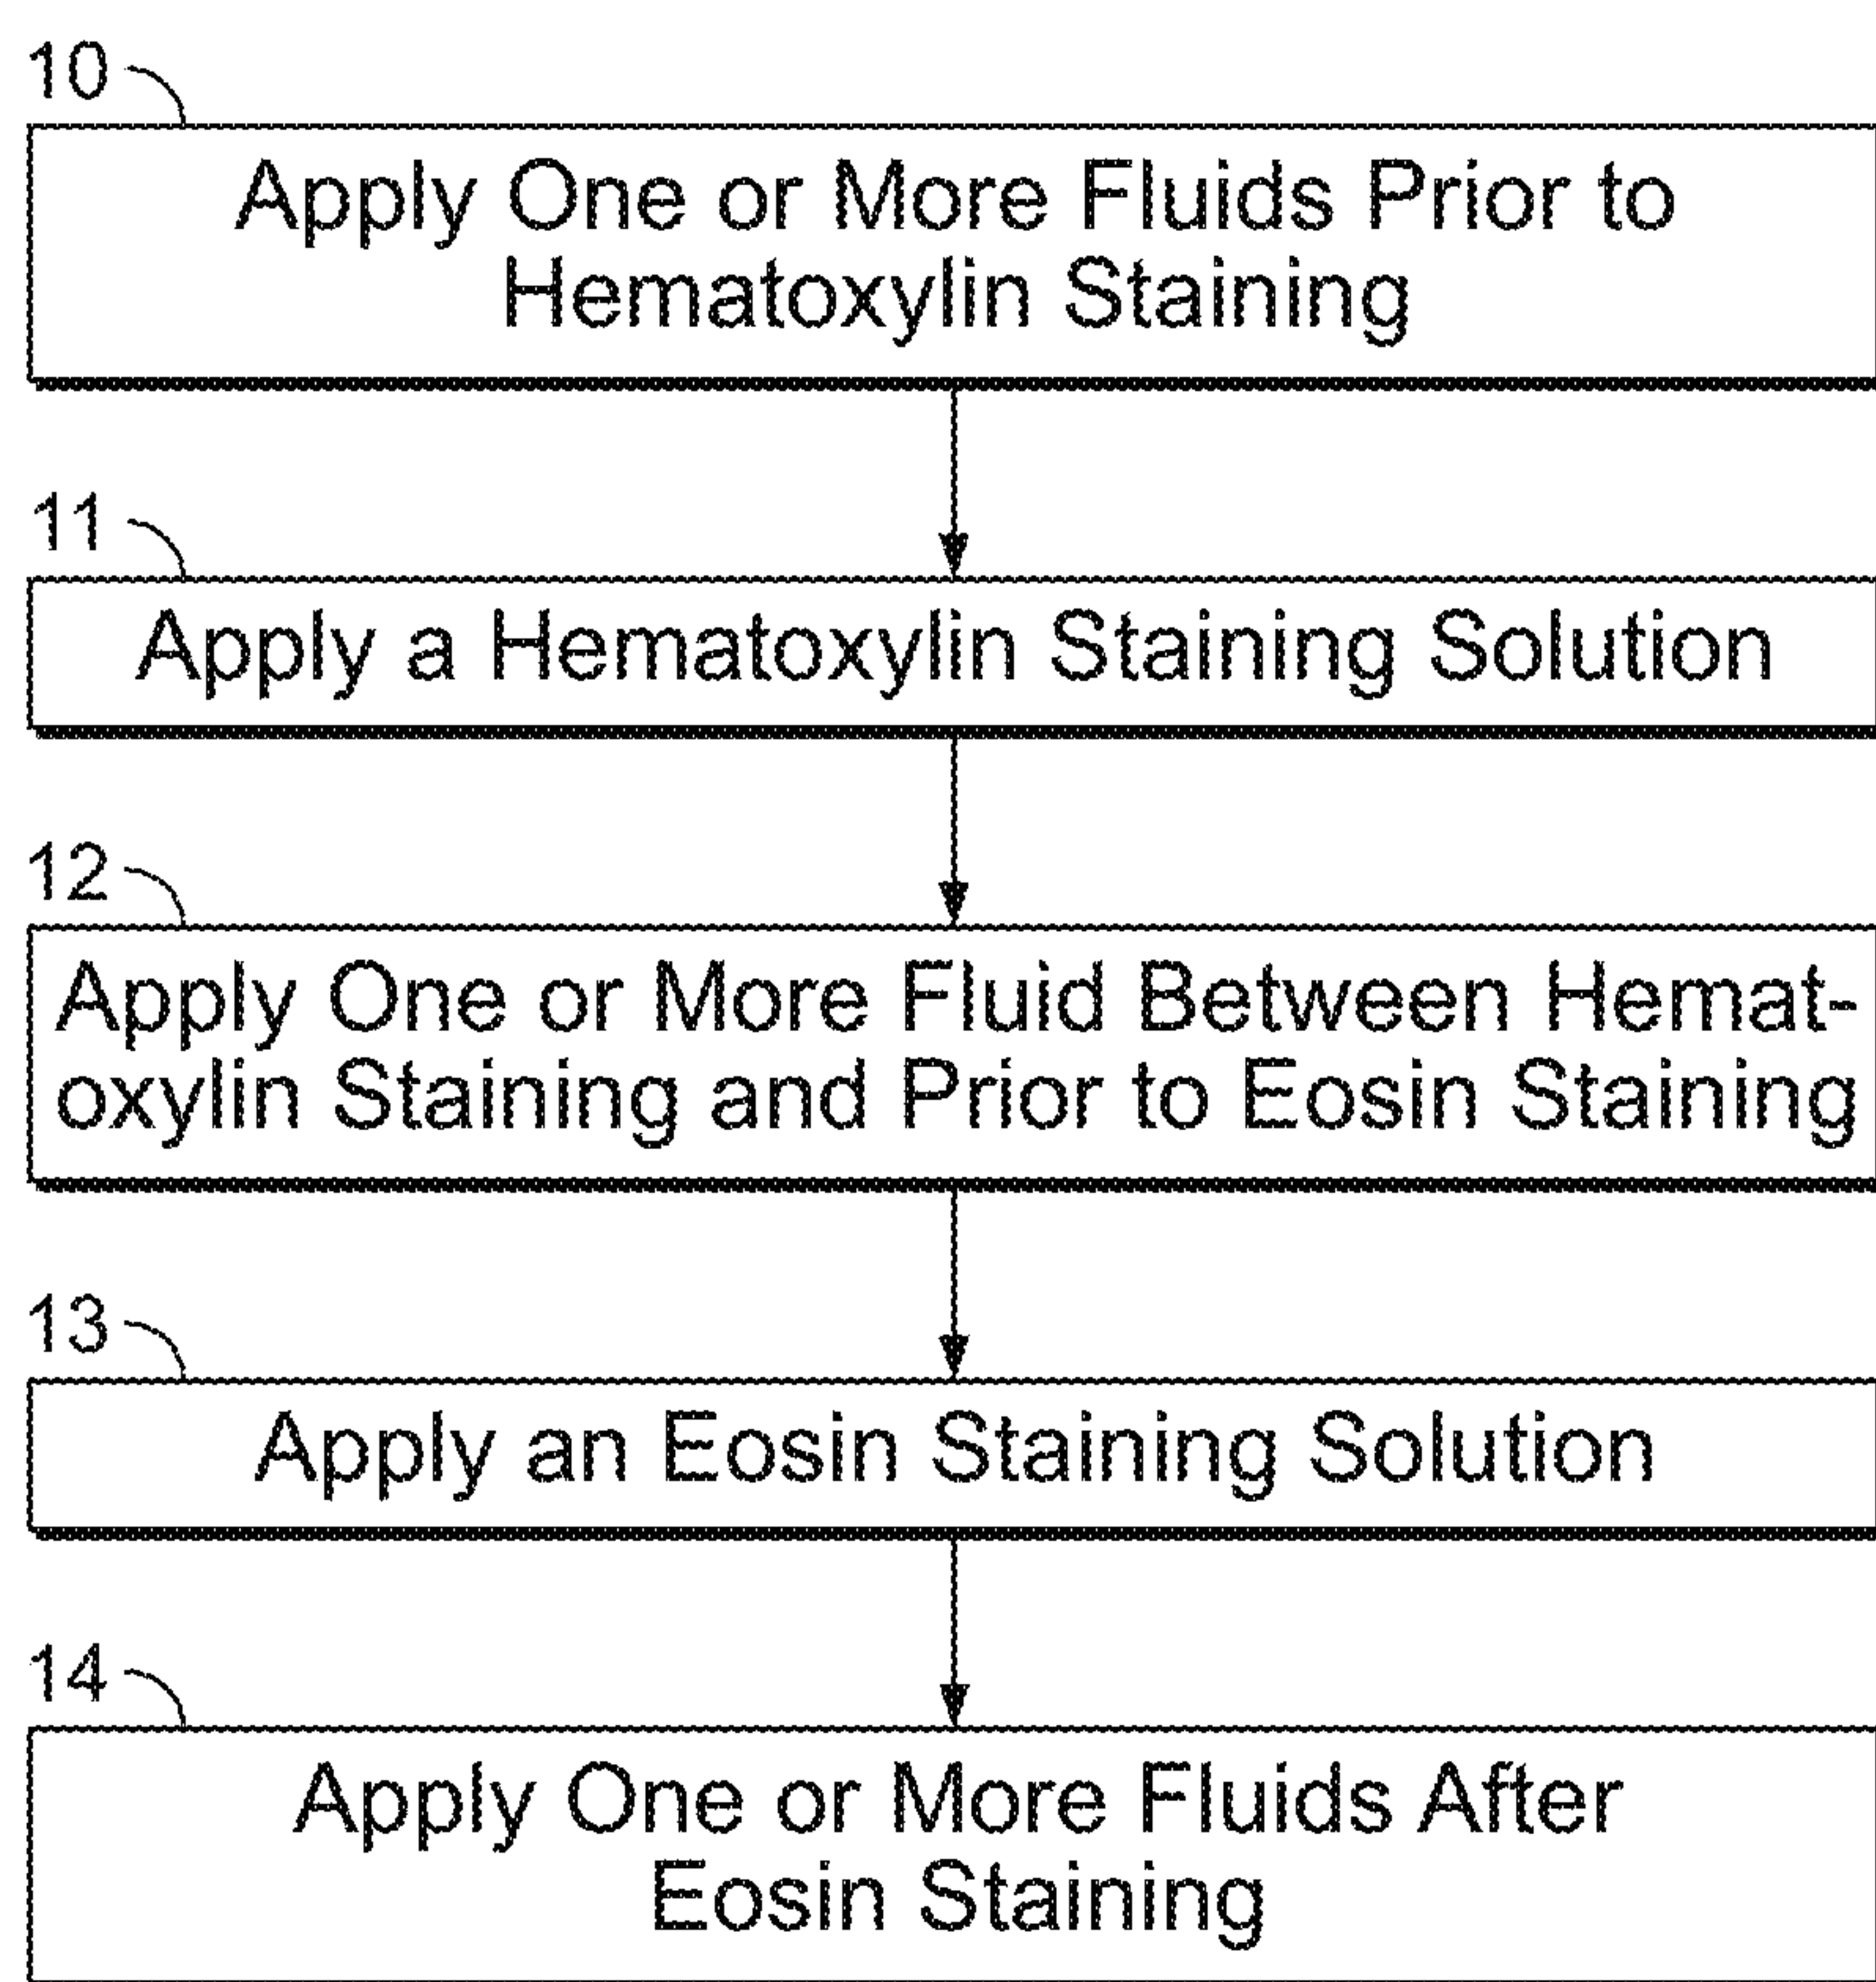 10
Apply One or More Fluids Prior to
Hematoxylin Staining
11
Apply a Hematoxylin Staining Solution
12
Apply One or More Fluid Between Hemat-
oxylin Staining and Prior to Eosin Staining
13
Apply an Eosin Staining Solution
14
Apply One or More Fluids After
Eosin Staining